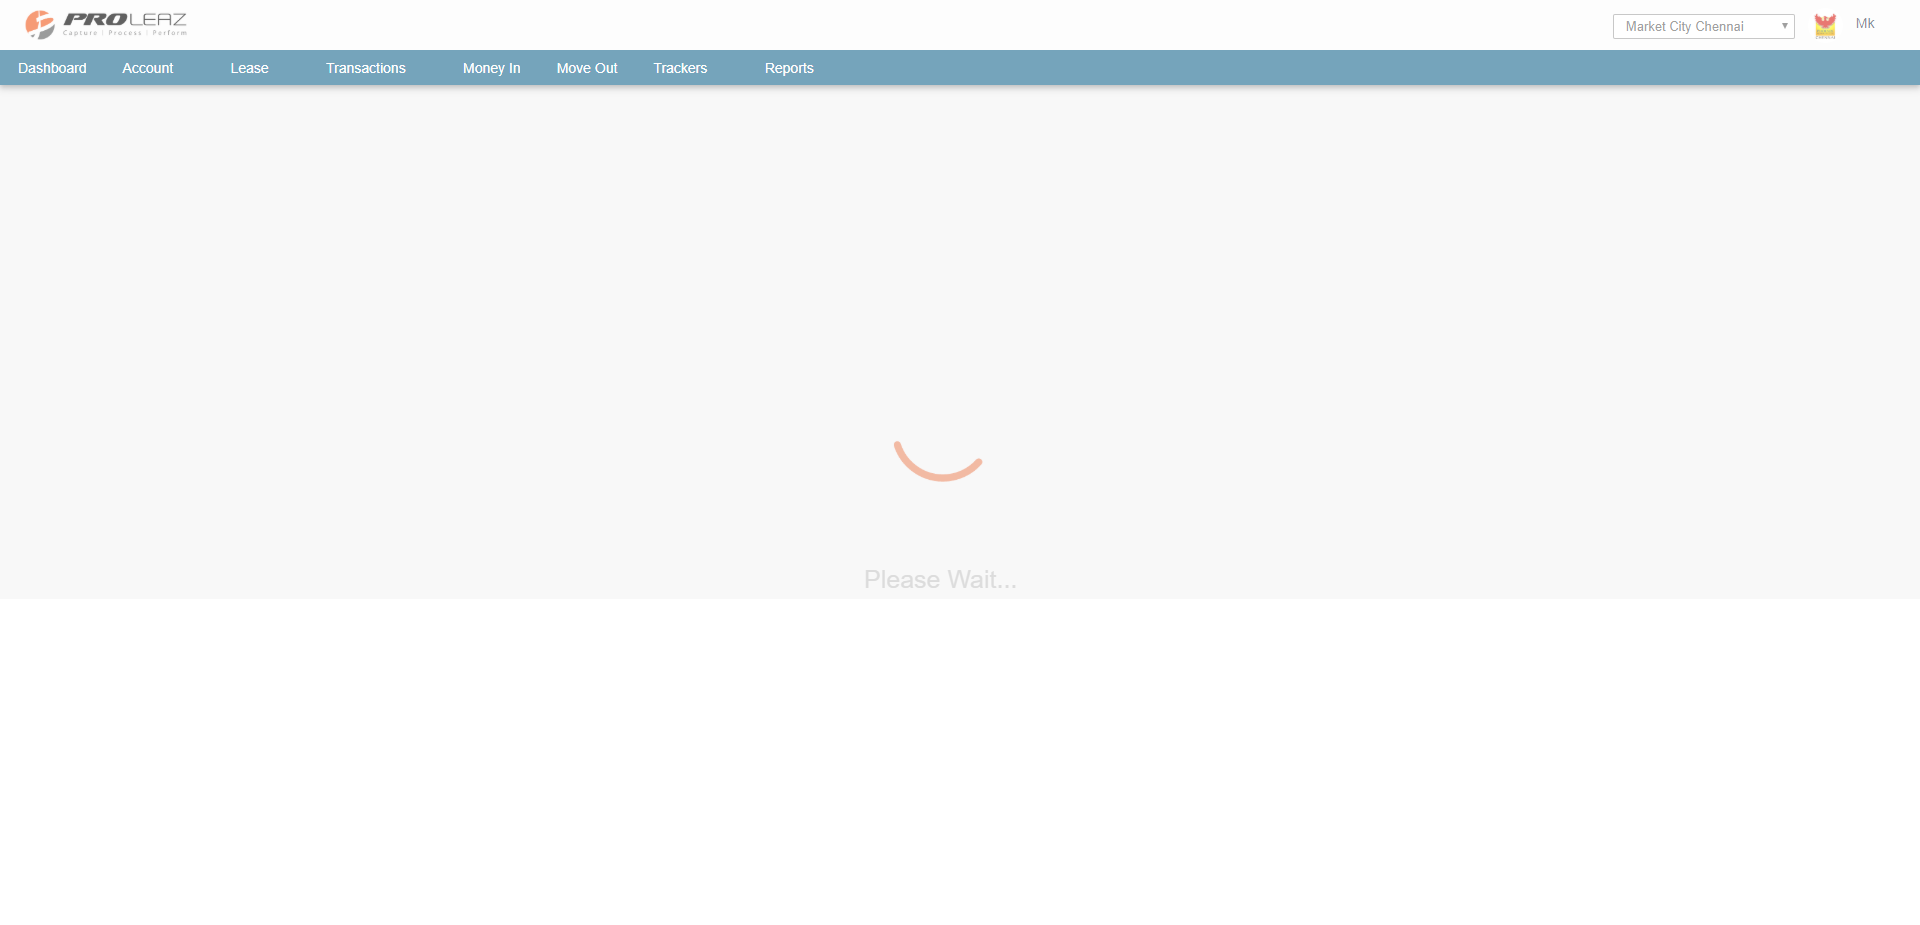 PROLEAZ
Capture | Process | Perform
Market City Chennai
Mk
Dashboard Account Lease Transactions Money In Move Out Trackers Reports
Please Wait...